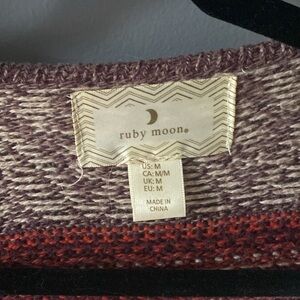 ruby moon®
US: M
CA: M/M
UK: M
EU: M
MADE IN
CHINA